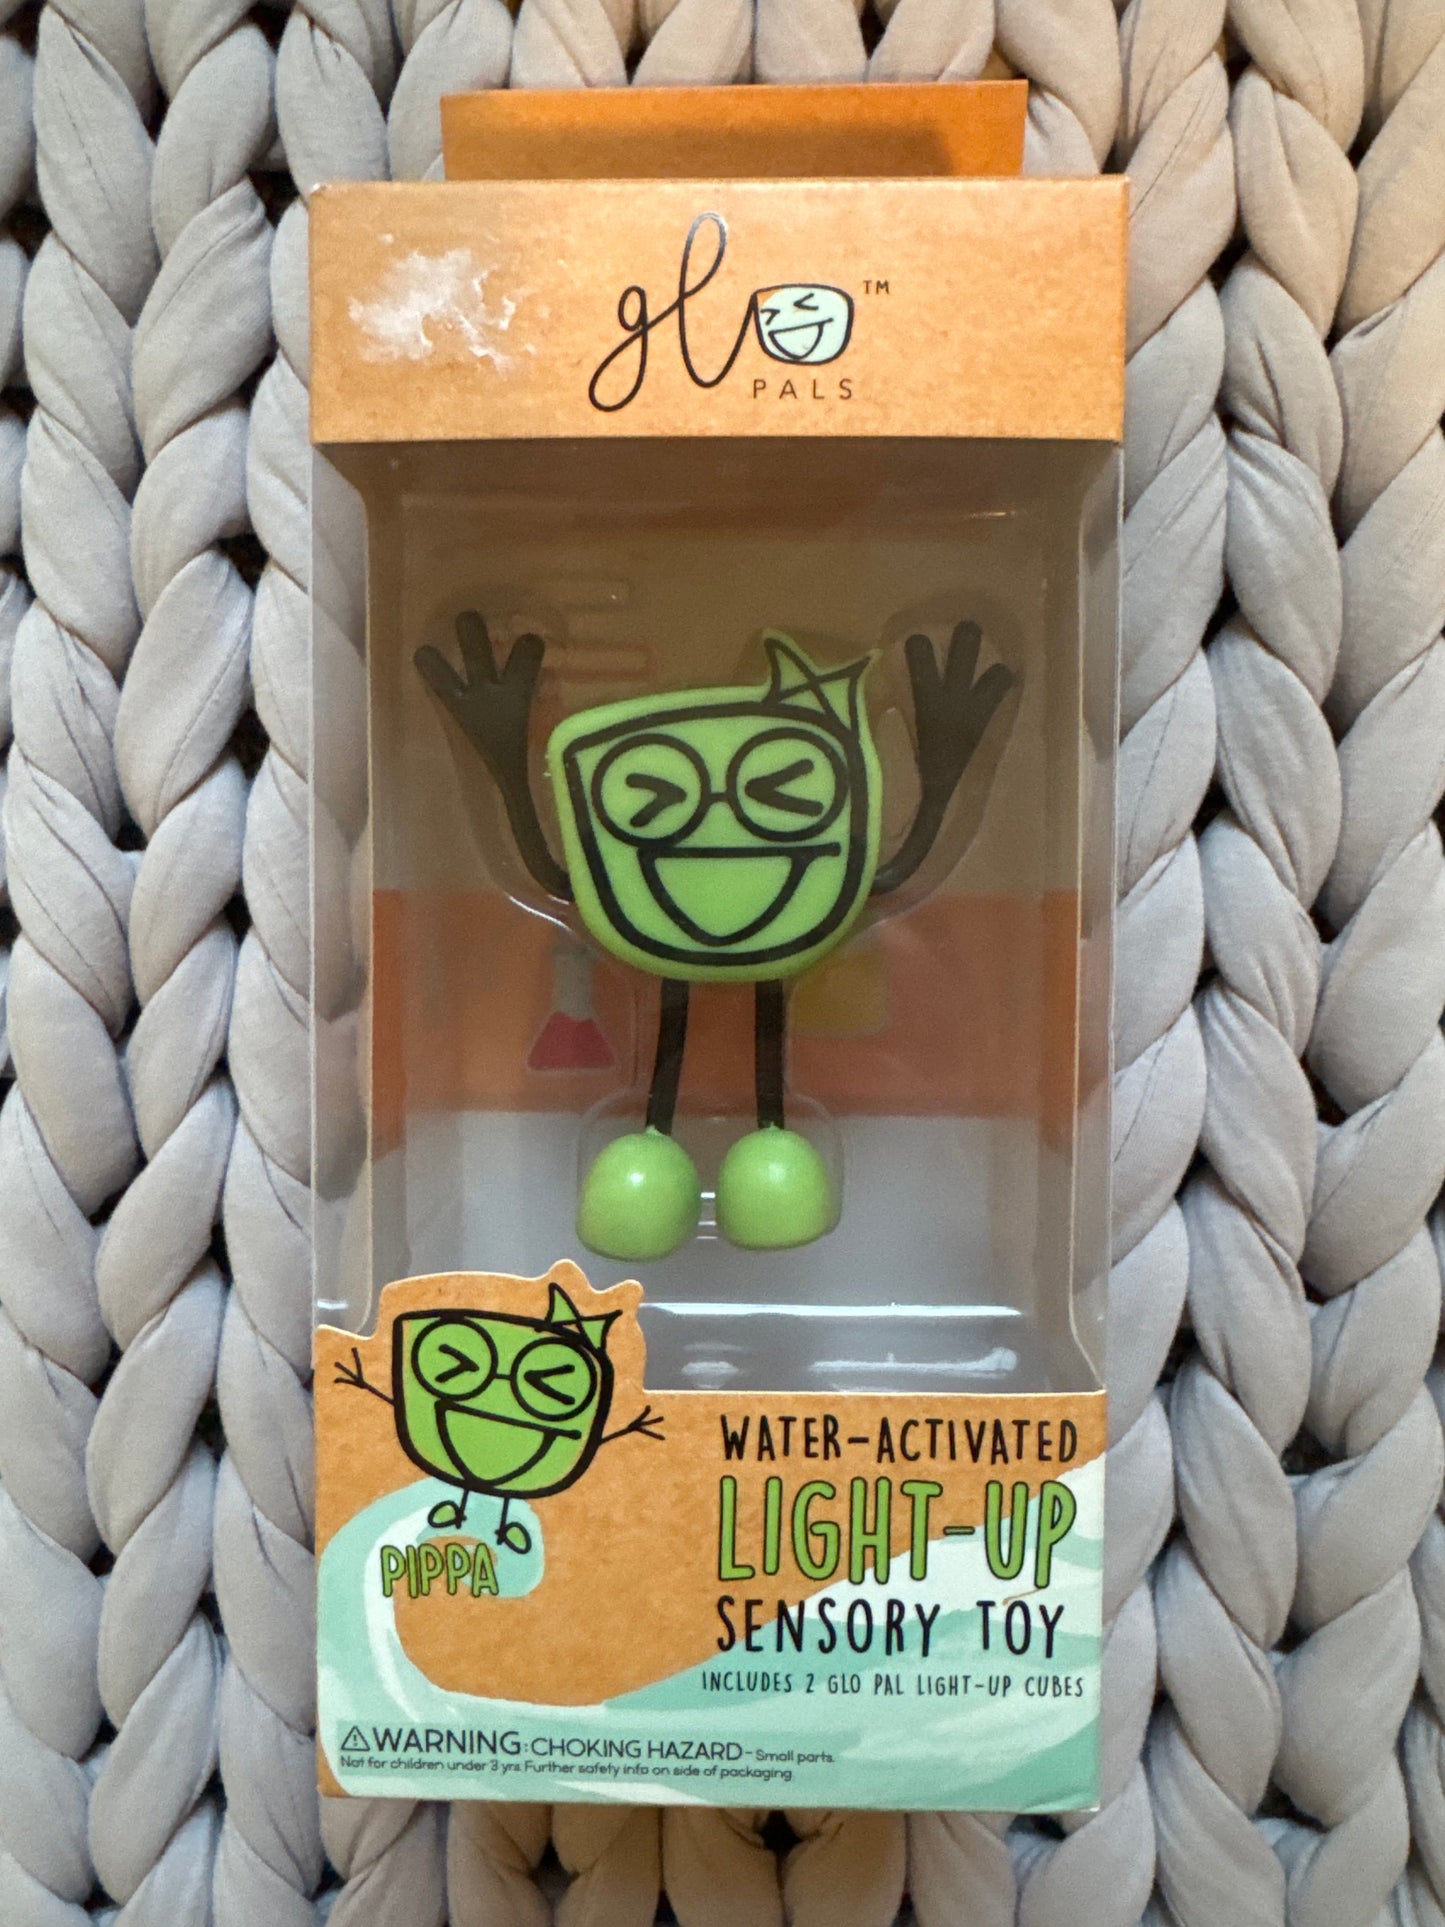 glo™
PALS
PIPPA
WATER-ACTIVATED
LIGHT-UP
SENSORY TOY
INCLUDES 2 GLO PAL LIGHT-UP CUBES
⚠WARNING: CHOKING HAZARD - Small parts.
Not for children under 3 yrs. Further safety info on side of packaging.